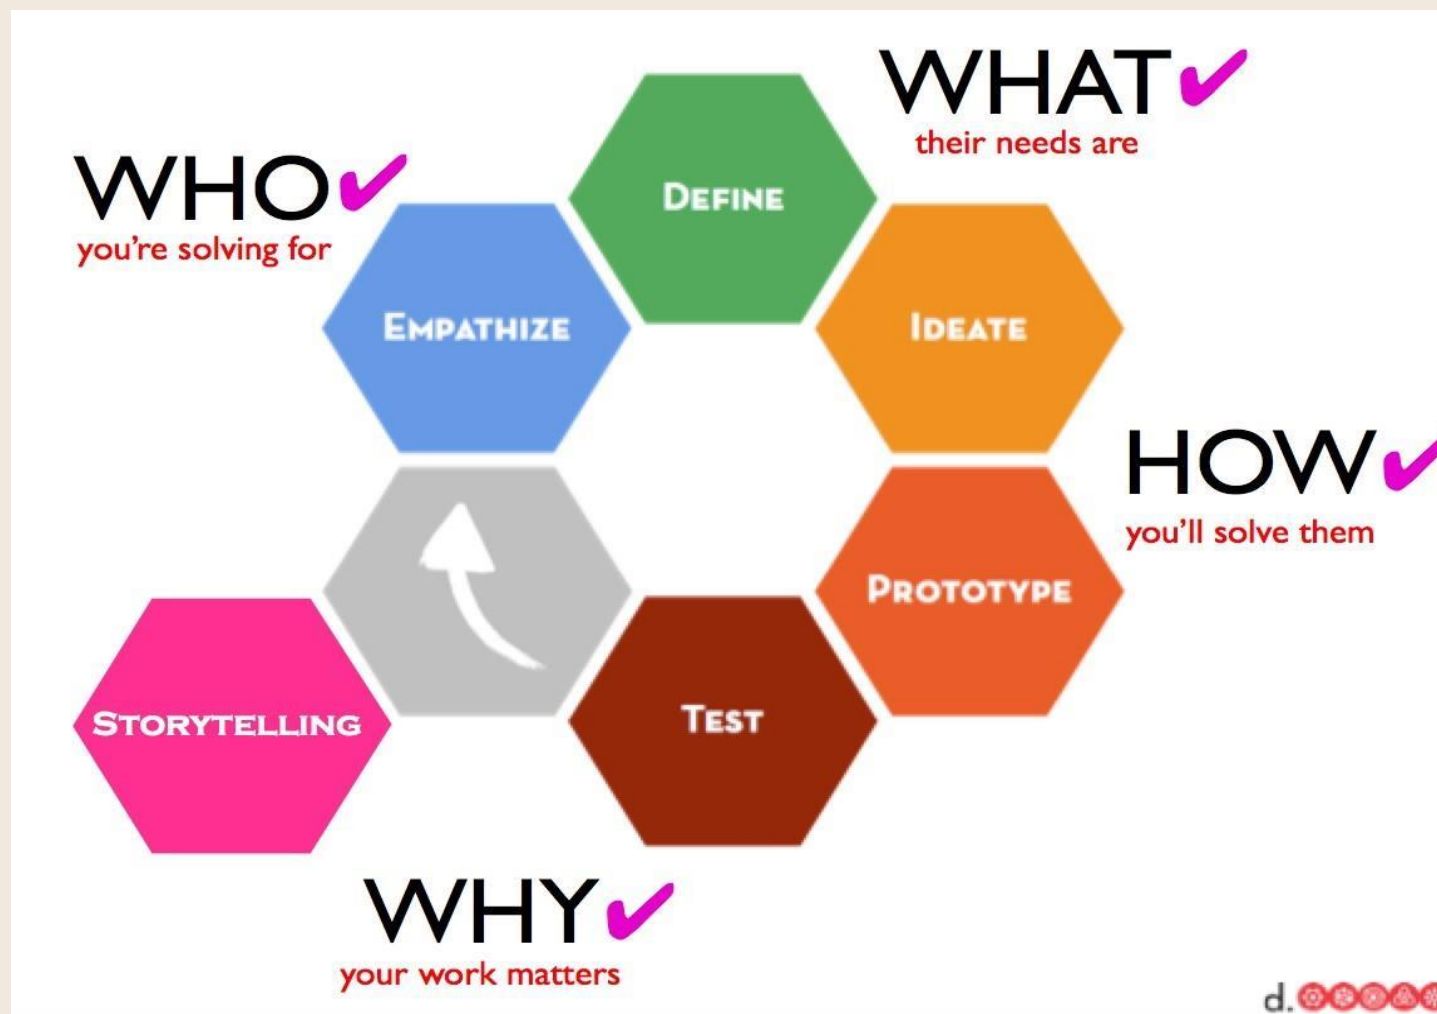 WHAT
their needs are
WHO
you're solving for
DEFINE
EMPATHIZE
IDEATE
HOW
you'll solve them
PROTOTYPE
STORYTELLING
TEST
WHY
your work matters
d.